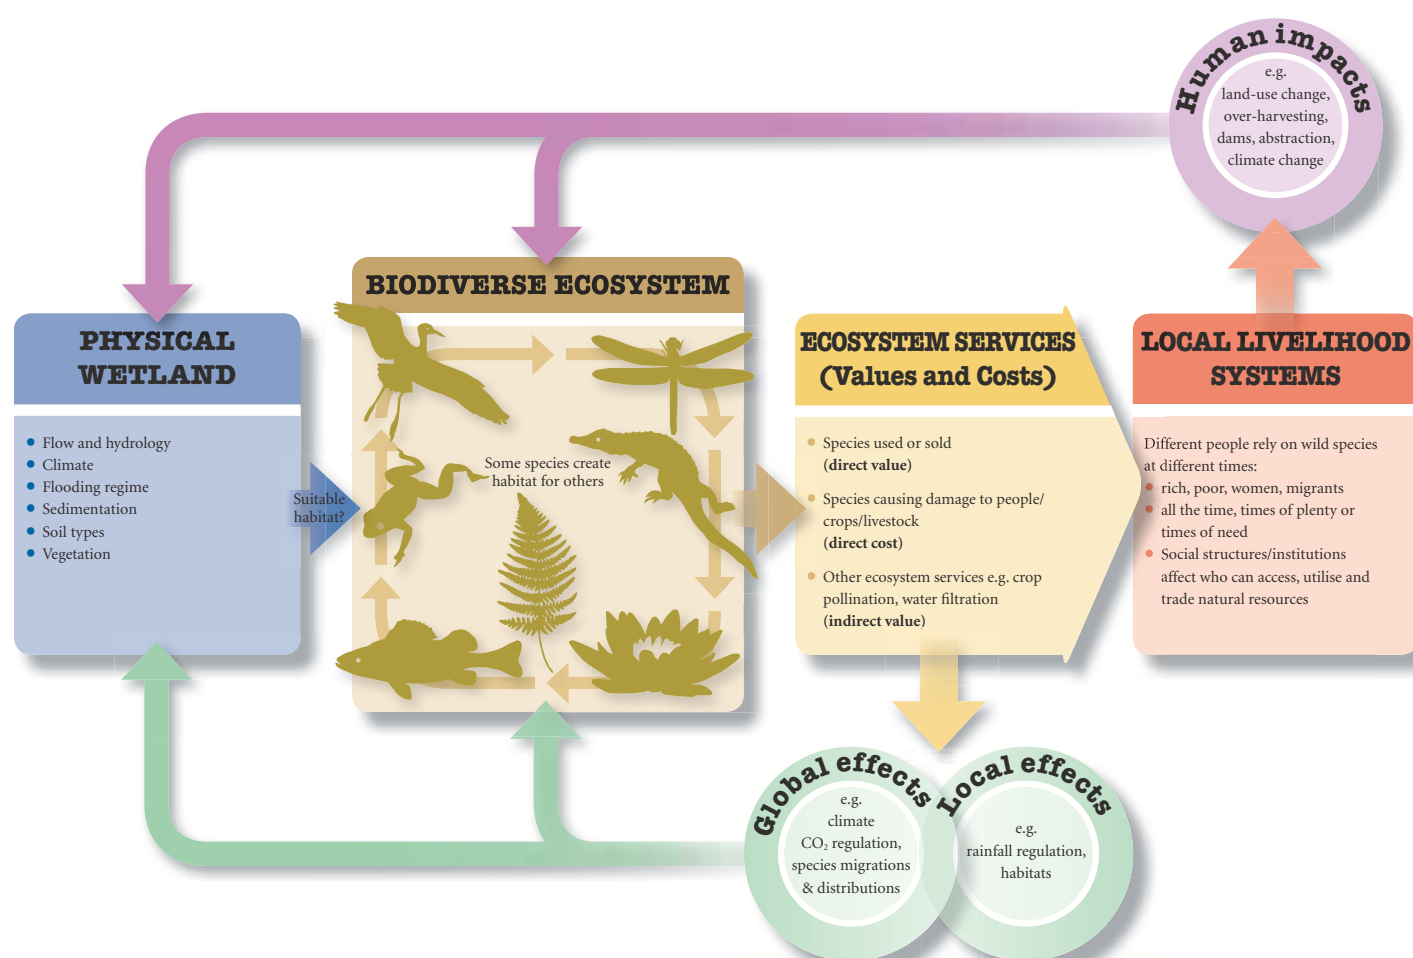 Human impacts
e.g.
land-use change,
over-harvesting,
dams, abstraction,
climate change
PHYSICAL
WETLAND
• Flow and hydrology
• Climate
• Flooding regime
• Sedimentation
• Soil types
• Vegetation
Suitable
habitat?
BIODIVERSE ECOSYSTEM
Some species create
habitat for others
ECOSYSTEM SERVICES
(Values and Costs)
• Species used or sold
(direct value)
• Species causing damage to people/
crops/livestock
(direct cost)
• Other ecosystem services e.g. crop
pollination, water filtration
(indirect value)
LOCAL LIVELIHOOD
SYSTEMS
Different people rely on wild species
at different times:
• rich, poor, women, migrants
• all the time, times of plenty or
times of need
• Social structures/institutions
affect who can access, utilise and
trade natural resources
Global effects
e.g.
climate
CO₂ regulation,
species migrations
& distributions
Local effects
e.g.
rainfall regulation,
habitats